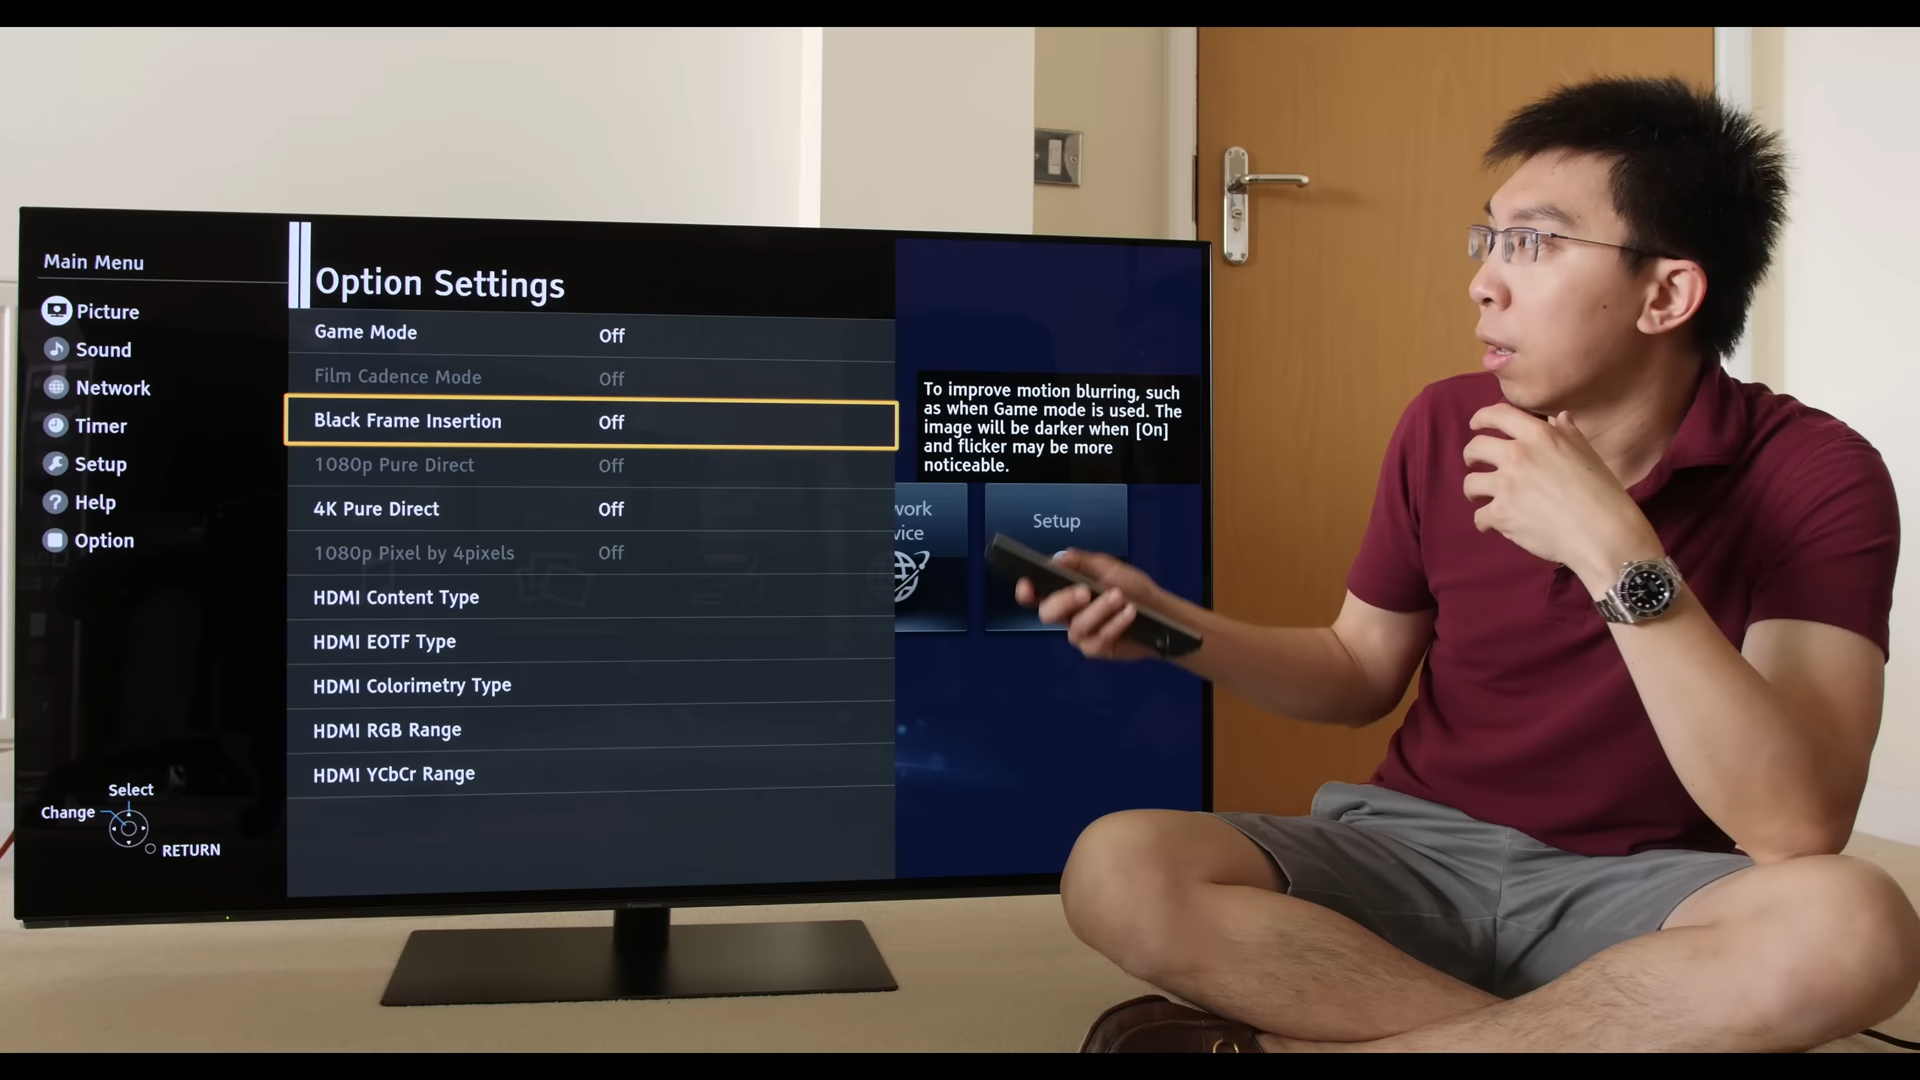 Main Menu
Picture
Sound
Network
Timer
Setup
Help
Option
Select
Change
RETURN
Option Settings
Game Mode Off
Film Cadence Mode Off
Black Frame Insertion Off
1080p Pure Direct Off
4K Pure Direct Off
1080p Pixel by 4pixels Off
HDMI Content Type
HDMI EOTF Type
HDMI Colorimetry Type
HDMI RGB Range
HDMI YCbCr Range
To improve motion blurring, such
as when Game mode is used. The
image will be darker when [On]
and flicker may be more
noticeable.
work
vice
Setup
Panasonic